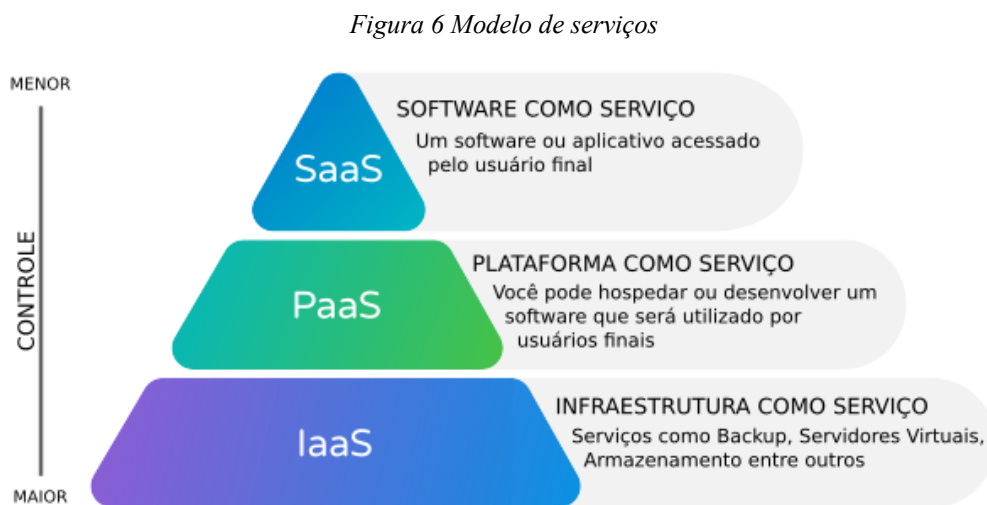 Figura 6 Modelo de serviços
MENOR
CONTROLE
MAIOR
SaaS
SOFTWARE COMO SERVIÇO
Um software ou aplicativo acessado
pelo usuário final
PaaS
PLATAFORMA COMO SERVIÇO
Você pode hospedar ou desenvolver um
software que será utilizado por
usuários finais
IaaS
INFRAESTRUTURA COMO SERVIÇO
Serviços como Backup, Servidores Virtuais,
Armazenamento entre outros